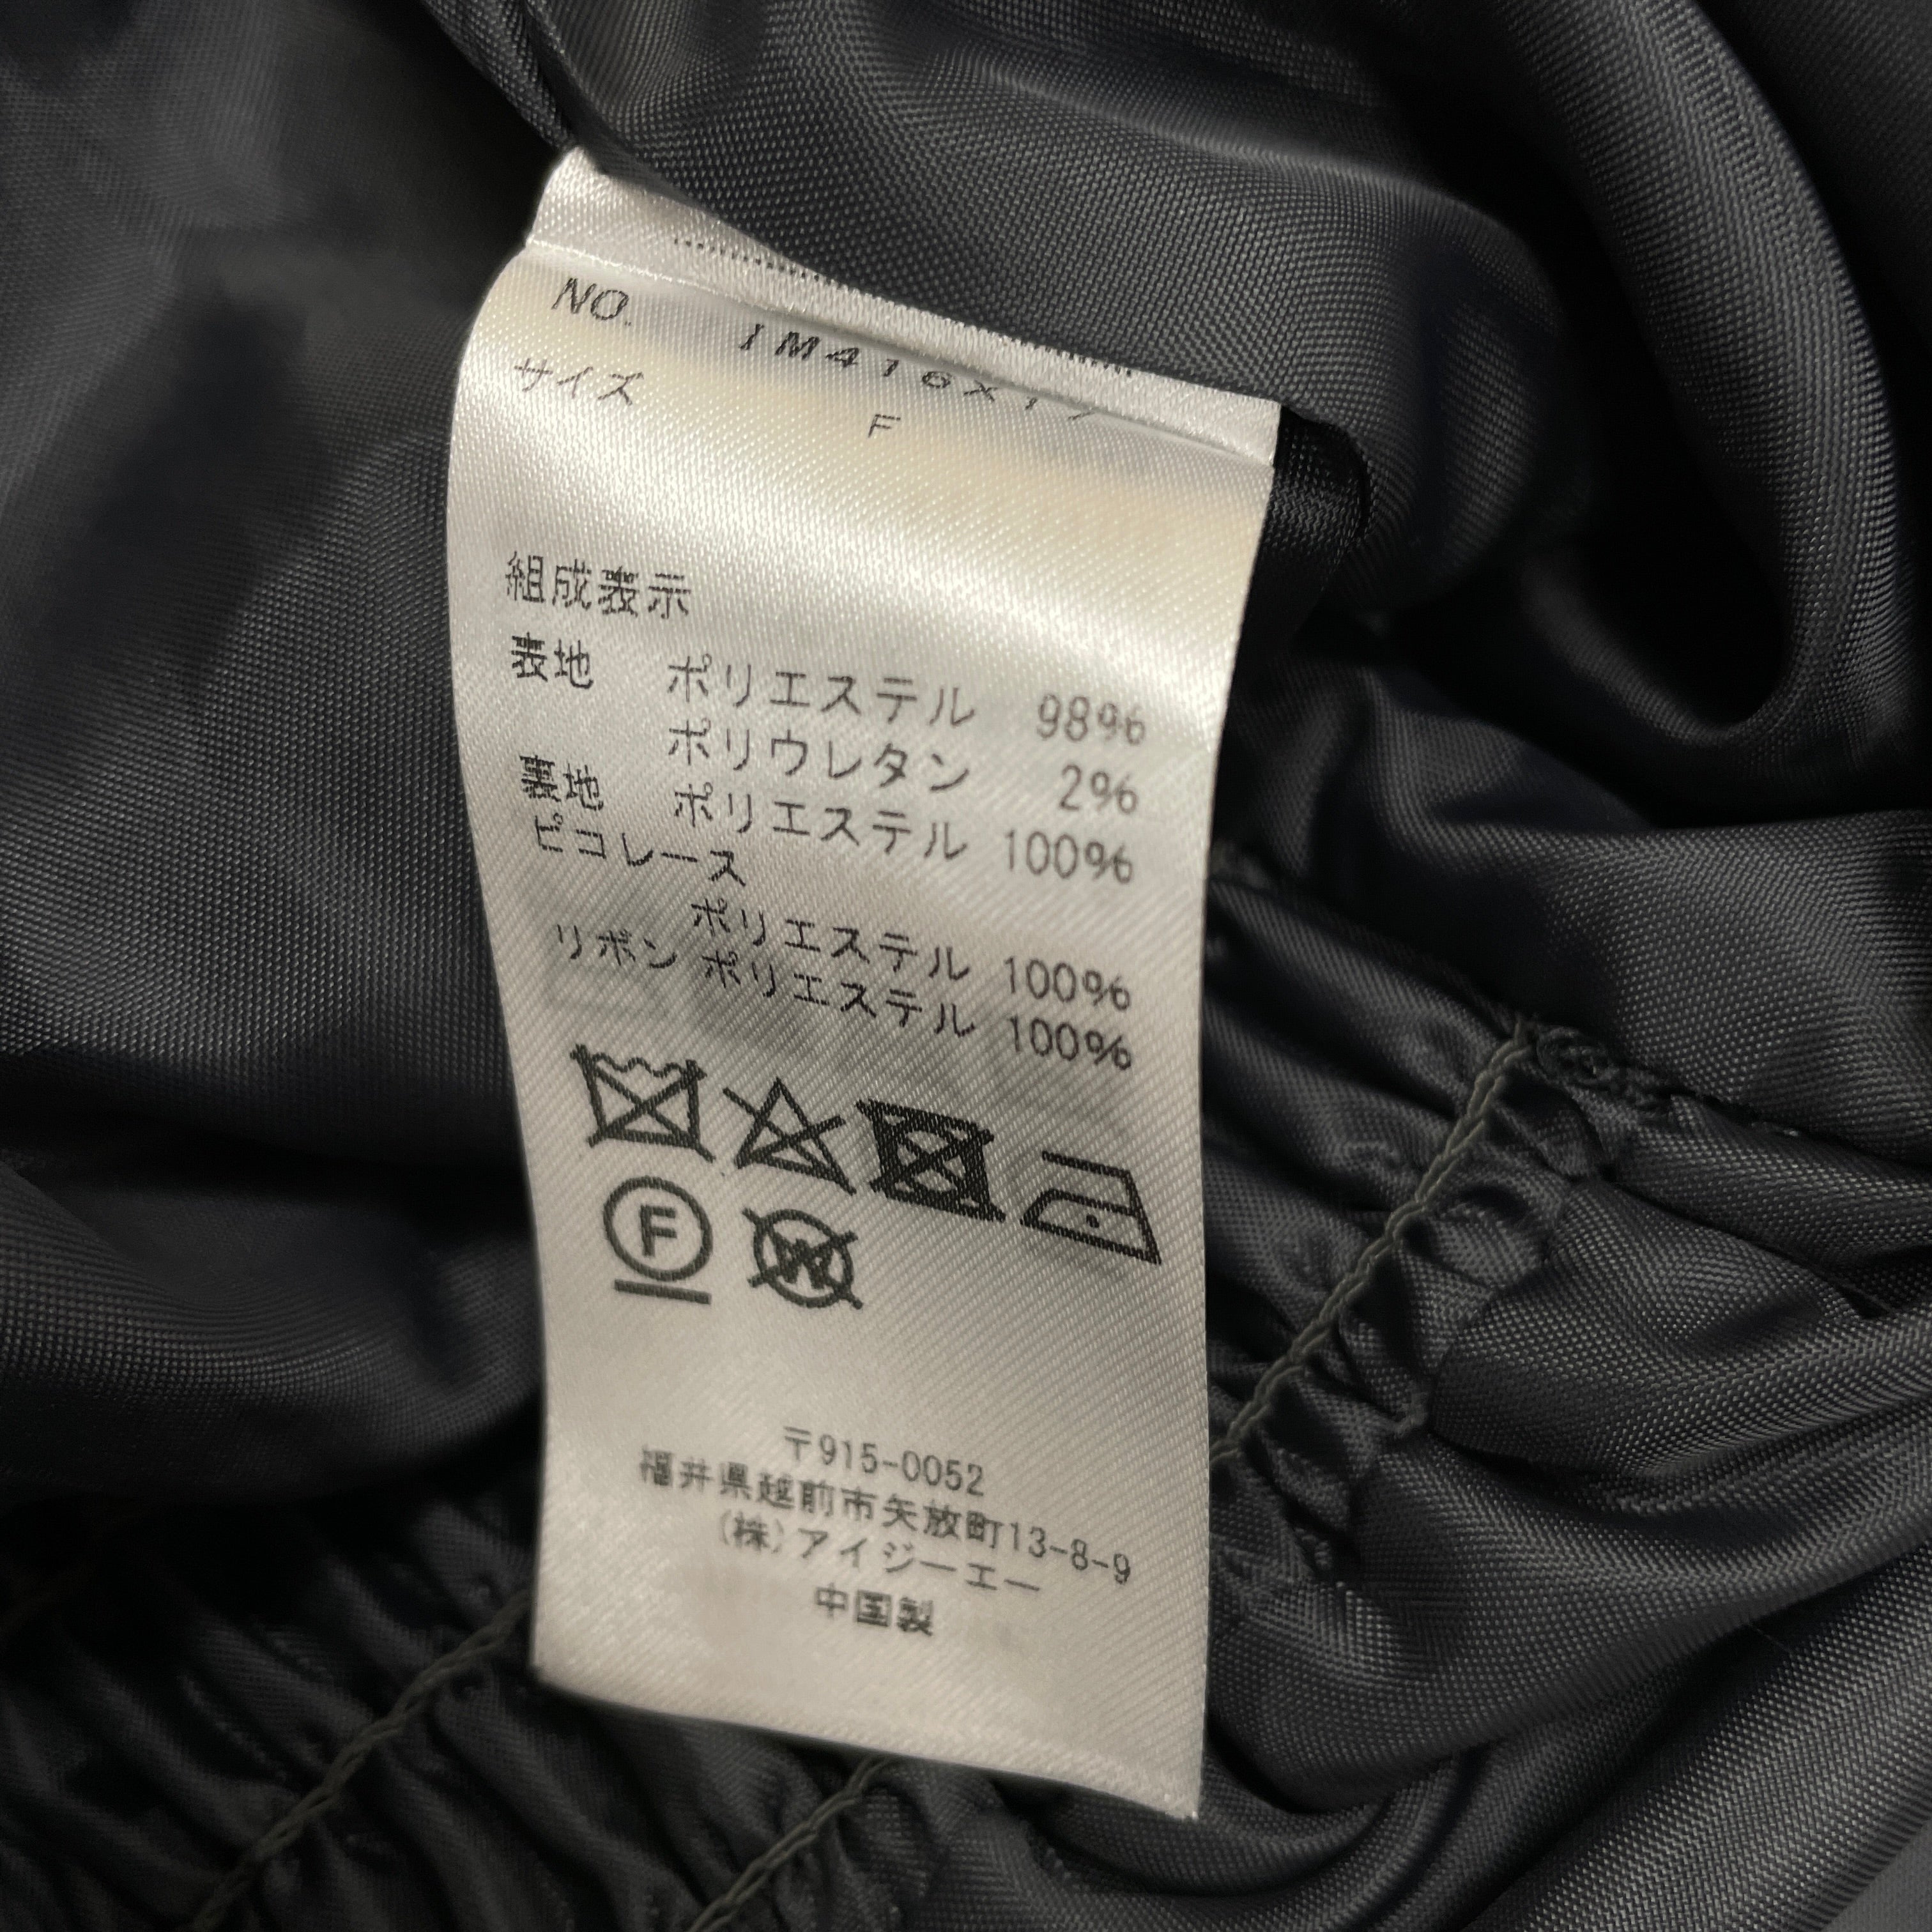 NO. IM416X17
サイズ F
組成表示
表地 ポリエステル 98%
ポリウレタン 2%
裏地 ポリエステル 100%
ピコレース
ポリエステル 100%
リボン ポリエステル 100%
F W
〒915-0052
福井県越前市矢放町13-8-9
(株)アイジーエー
中国製